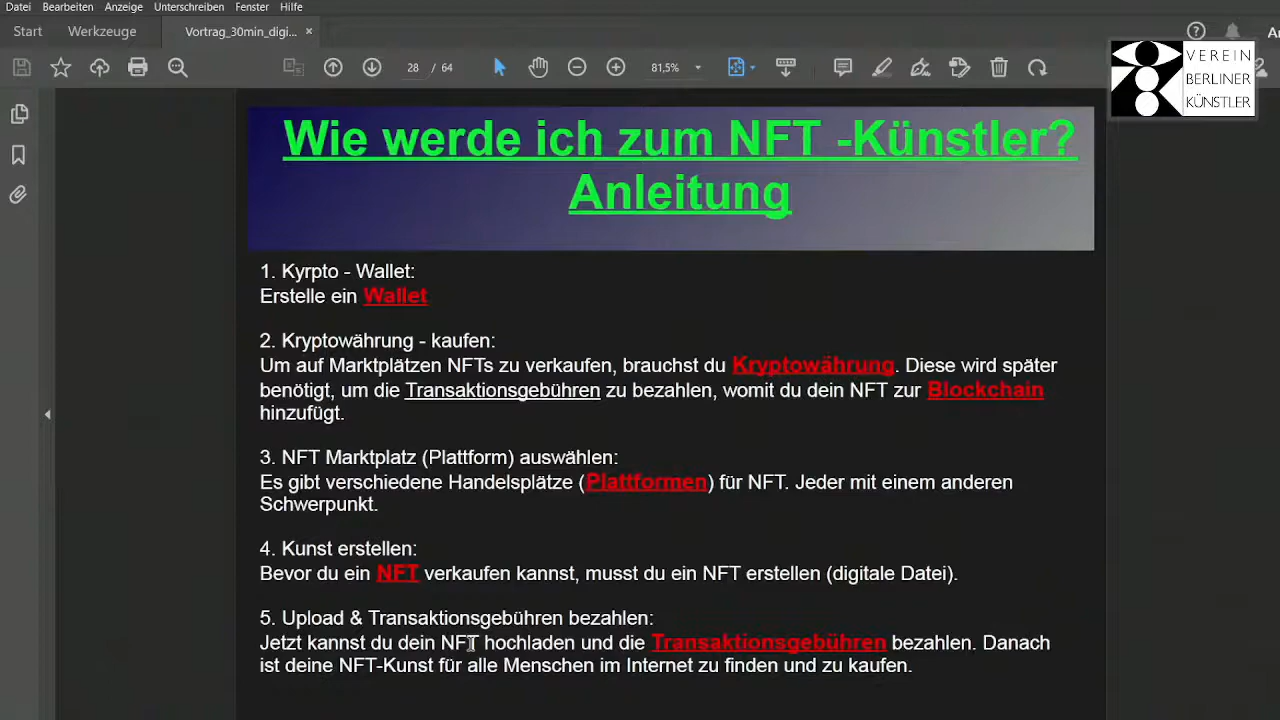 Datei Bearbeiten Anzeige Unterschreiben Fenster Hilfe
Start Werkzeuge Vortrag_30min_digi... ×
28 / 64 81,5%
VEREIN
BERLINER
KÜNSTLER
Wie werde ich zum NFT -Künstler?
Anleitung
1. Kyrpto - Wallet:
Erstelle ein Wallet
2. Kryptowährung - kaufen:
Um auf Marktplätzen NFTs zu verkaufen, brauchst du Kryptowährung. Diese wird später
benötigt, um die Transaktionsgebühren zu bezahlen, womit du dein NFT zur Blockchain
hinzufügt.
3. NFT Marktplatz (Plattform) auswählen:
Es gibt verschiedene Handelsplätze (Plattformen) für NFT. Jeder mit einem anderen
Schwerpunkt.
4. Kunst erstellen:
Bevor du ein NFT verkaufen kannst, musst du ein NFT erstellen (digitale Datei).
5. Upload & Transaktionsgebühren bezahlen:
Jetzt kannst du dein NFT hochladen und die Transaktionsgebühren bezahlen. Danach
ist deine NFT-Kunst für alle Menschen im Internet zu finden und zu kaufen.